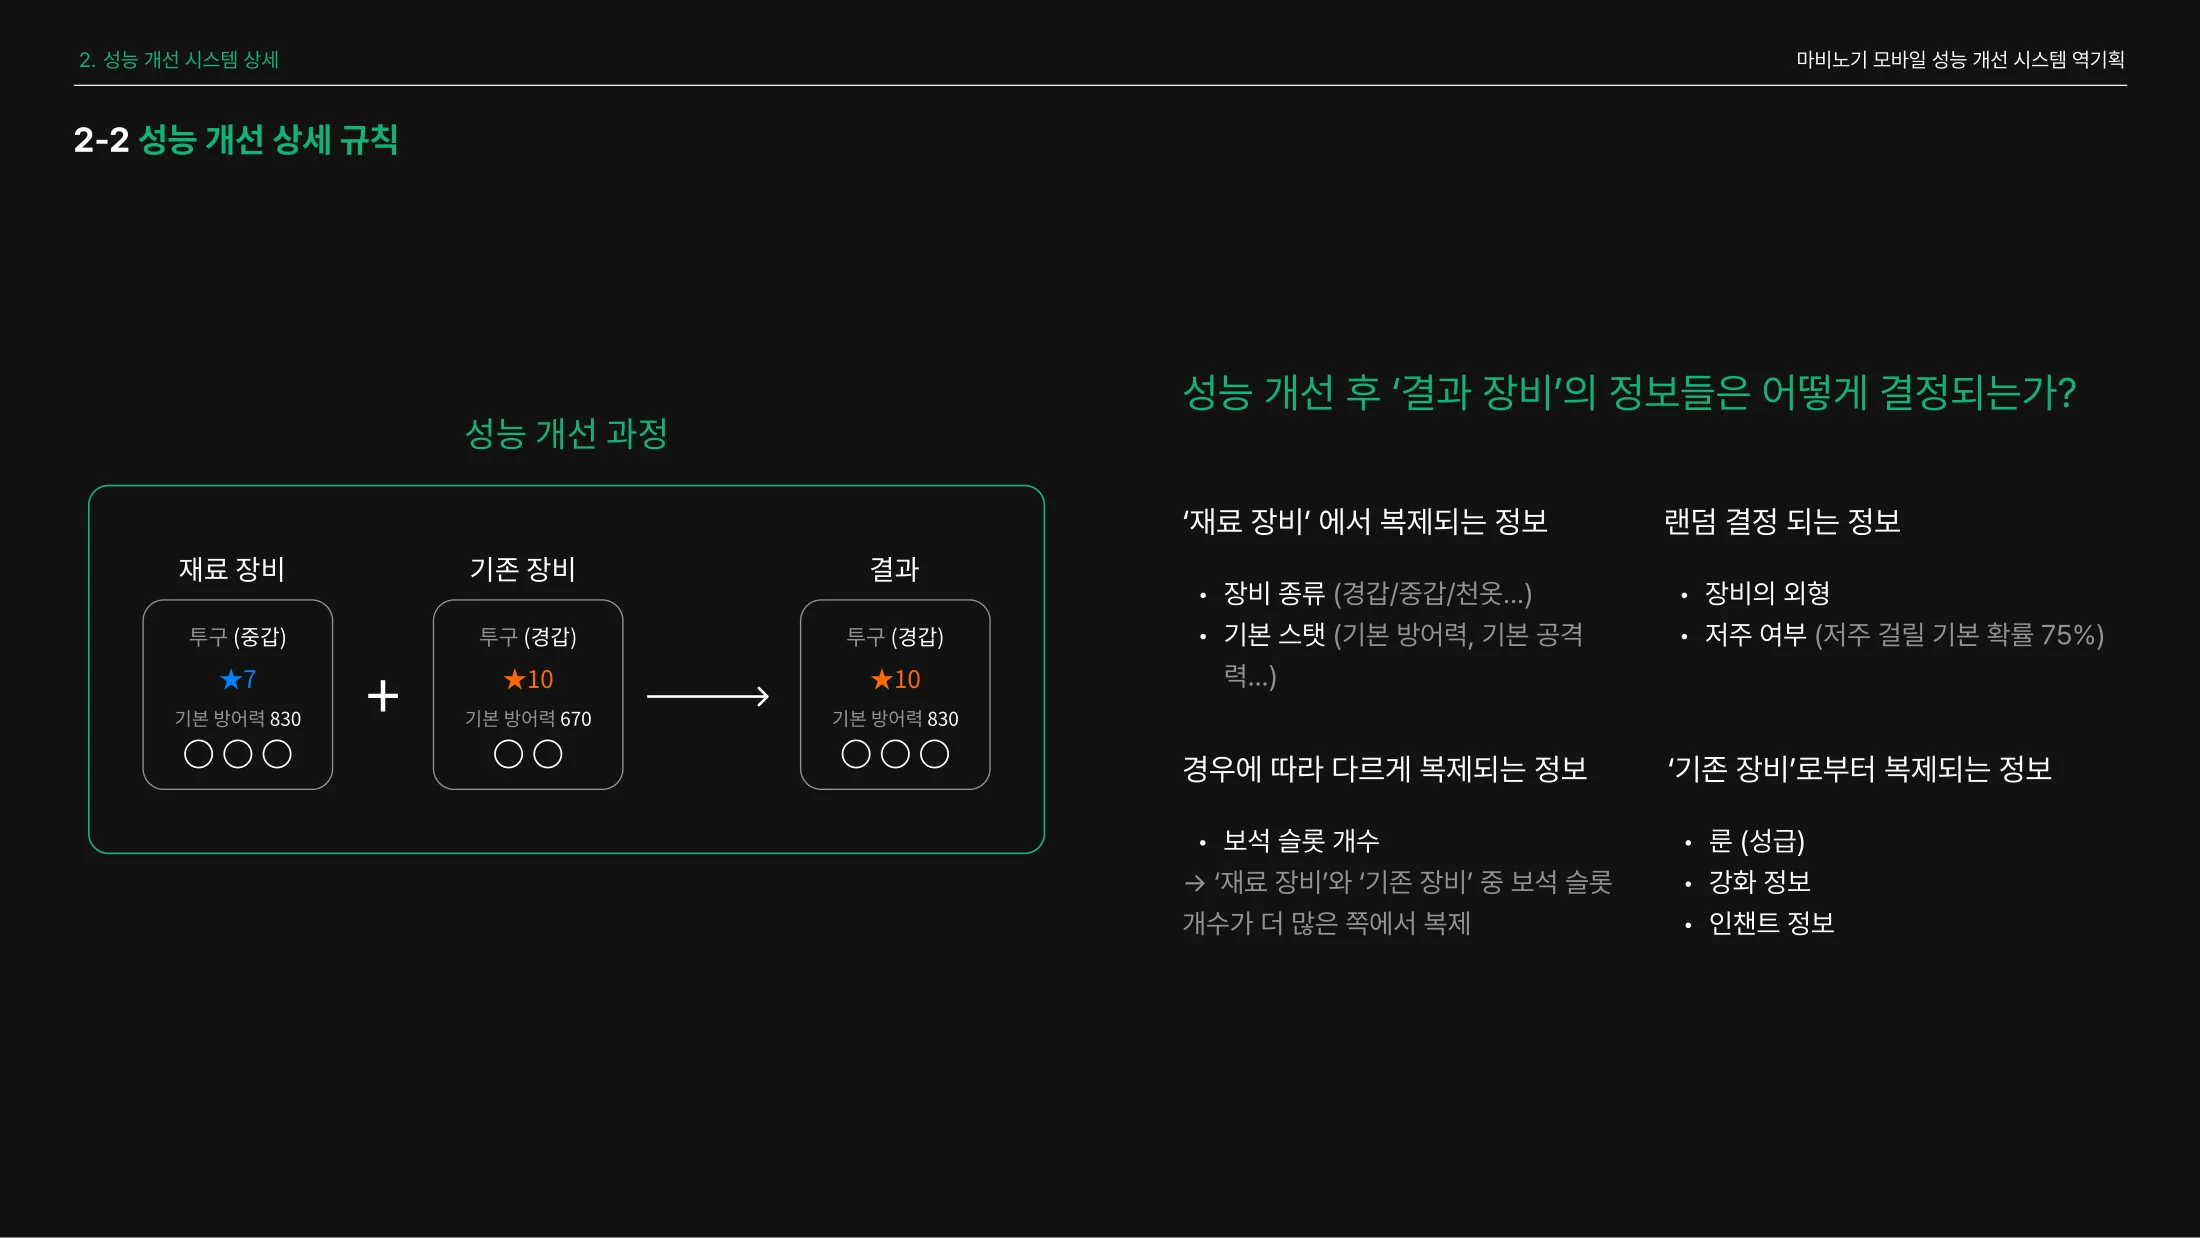 2. 성능 개선 시스템 상세
마비노기 모바일 성능 개선 시스템 역기획
2-2 성능 개선 상세 규칙
성능 개선 과정
재료 장비
투구 (중갑)
★7
기본 방어력 830
+
기존 장비
투구 (경갑)
★10
기본 방어력 670
결과
투구 (경갑)
★10
기본 방어력 830
성능 개선 후 ‘결과 장비’의 정보들은 어떻게 결정되는가?
‘재료 장비’ 에서 복제되는 정보
• 장비 종류 (경갑/중갑/천옷...)
• 기본 스탯 (기본 방어력, 기본 공격
력...)
랜덤 결정 되는 정보
• 장비의 외형
• 저주 여부 (저주 걸릴 기본 확률 75%)
경우에 따라 다르게 복제되는 정보
• 보석 슬롯 개수
→ ‘재료 장비’와 ‘기존 장비’ 중 보석 슬롯
개수가 더 많은 쪽에서 복제
‘기존 장비’로부터 복제되는 정보
• 룬 (성급)
• 강화 정보
• 인챈트 정보